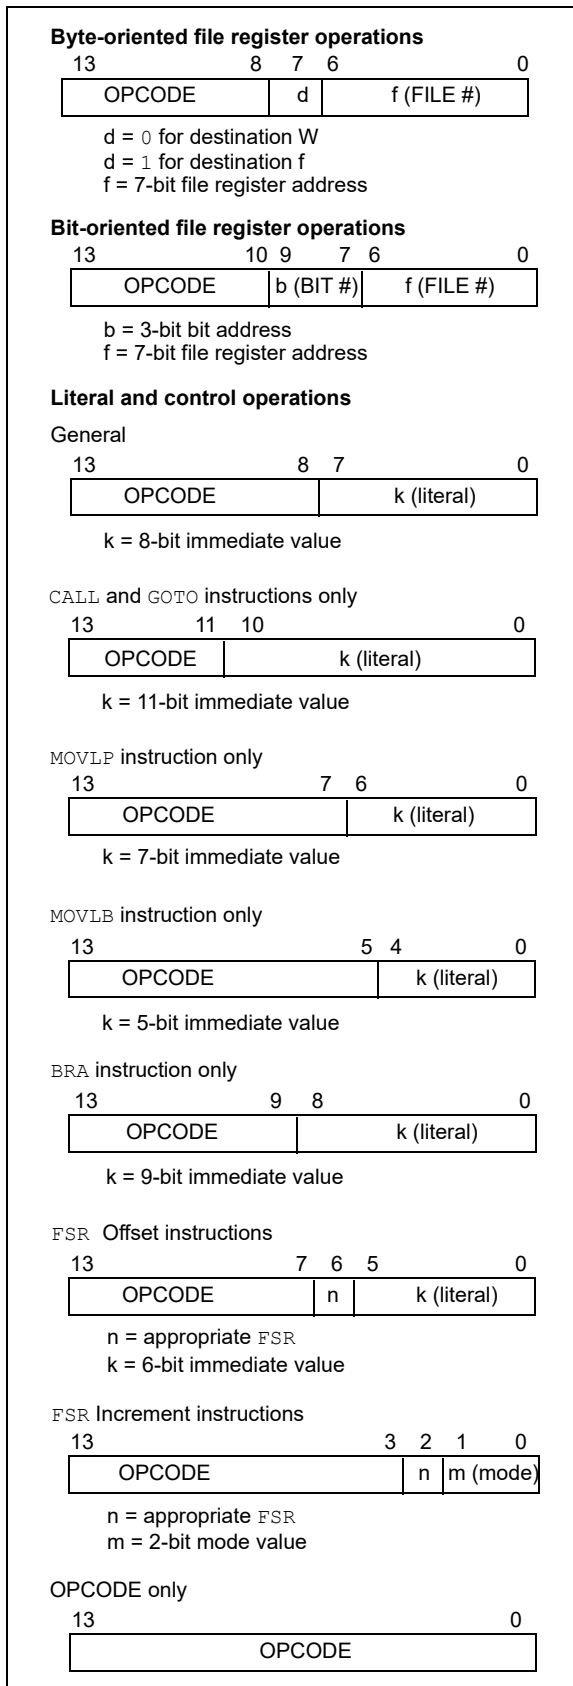 Byte-oriented file register operations
13 8 7 6 0
OPCODE d f (FILE #)
d = 0 for destination W
d = 1 for destination f
f = 7-bit file register address
Bit-oriented file register operations
13 10 9 7 6 0
OPCODE b (BIT #) f (FILE #)
b = 3-bit bit address
f = 7-bit file register address
Literal and control operations
General
13 8 7 0
OPCODE k (literal)
k = 8-bit immediate value
CALL and GOTO instructions only
13 11 10 0
OPCODE k (literal)
k = 11-bit immediate value
MOVLP instruction only
13 7 6 0
OPCODE k (literal)
k = 7-bit immediate value
MOVLB instruction only
13 5 4 0
OPCODE k (literal)
k = 5-bit immediate value
BRA instruction only
13 9 8 0
OPCODE k (literal)
k = 9-bit immediate value
FSR Offset instructions
13 7 6 5 0
OPCODE n k (literal)
n = appropriate FSR
k = 6-bit immediate value
FSR Increment instructions
13 3 2 1 0
OPCODE n m (mode)
n = appropriate FSR
m = 2-bit mode value
OPCODE only
13 0
OPCODE